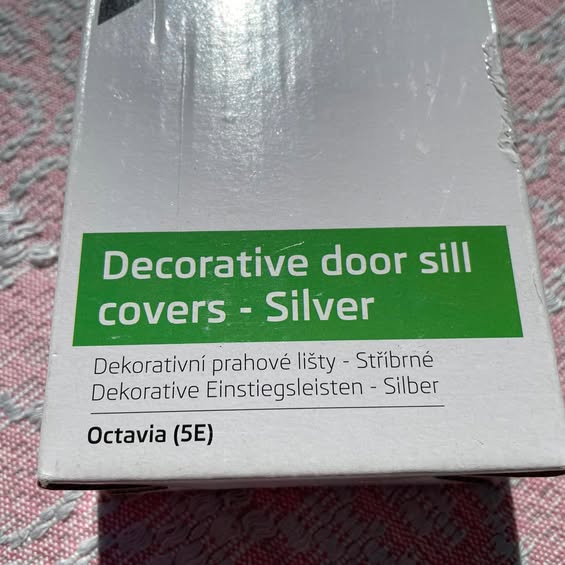 Decorative door sill
covers - Silver
Dekorativní prahové lišty - Stříbrné
Dekorative Einstiegsleisten - Silber
Octavia (5E)